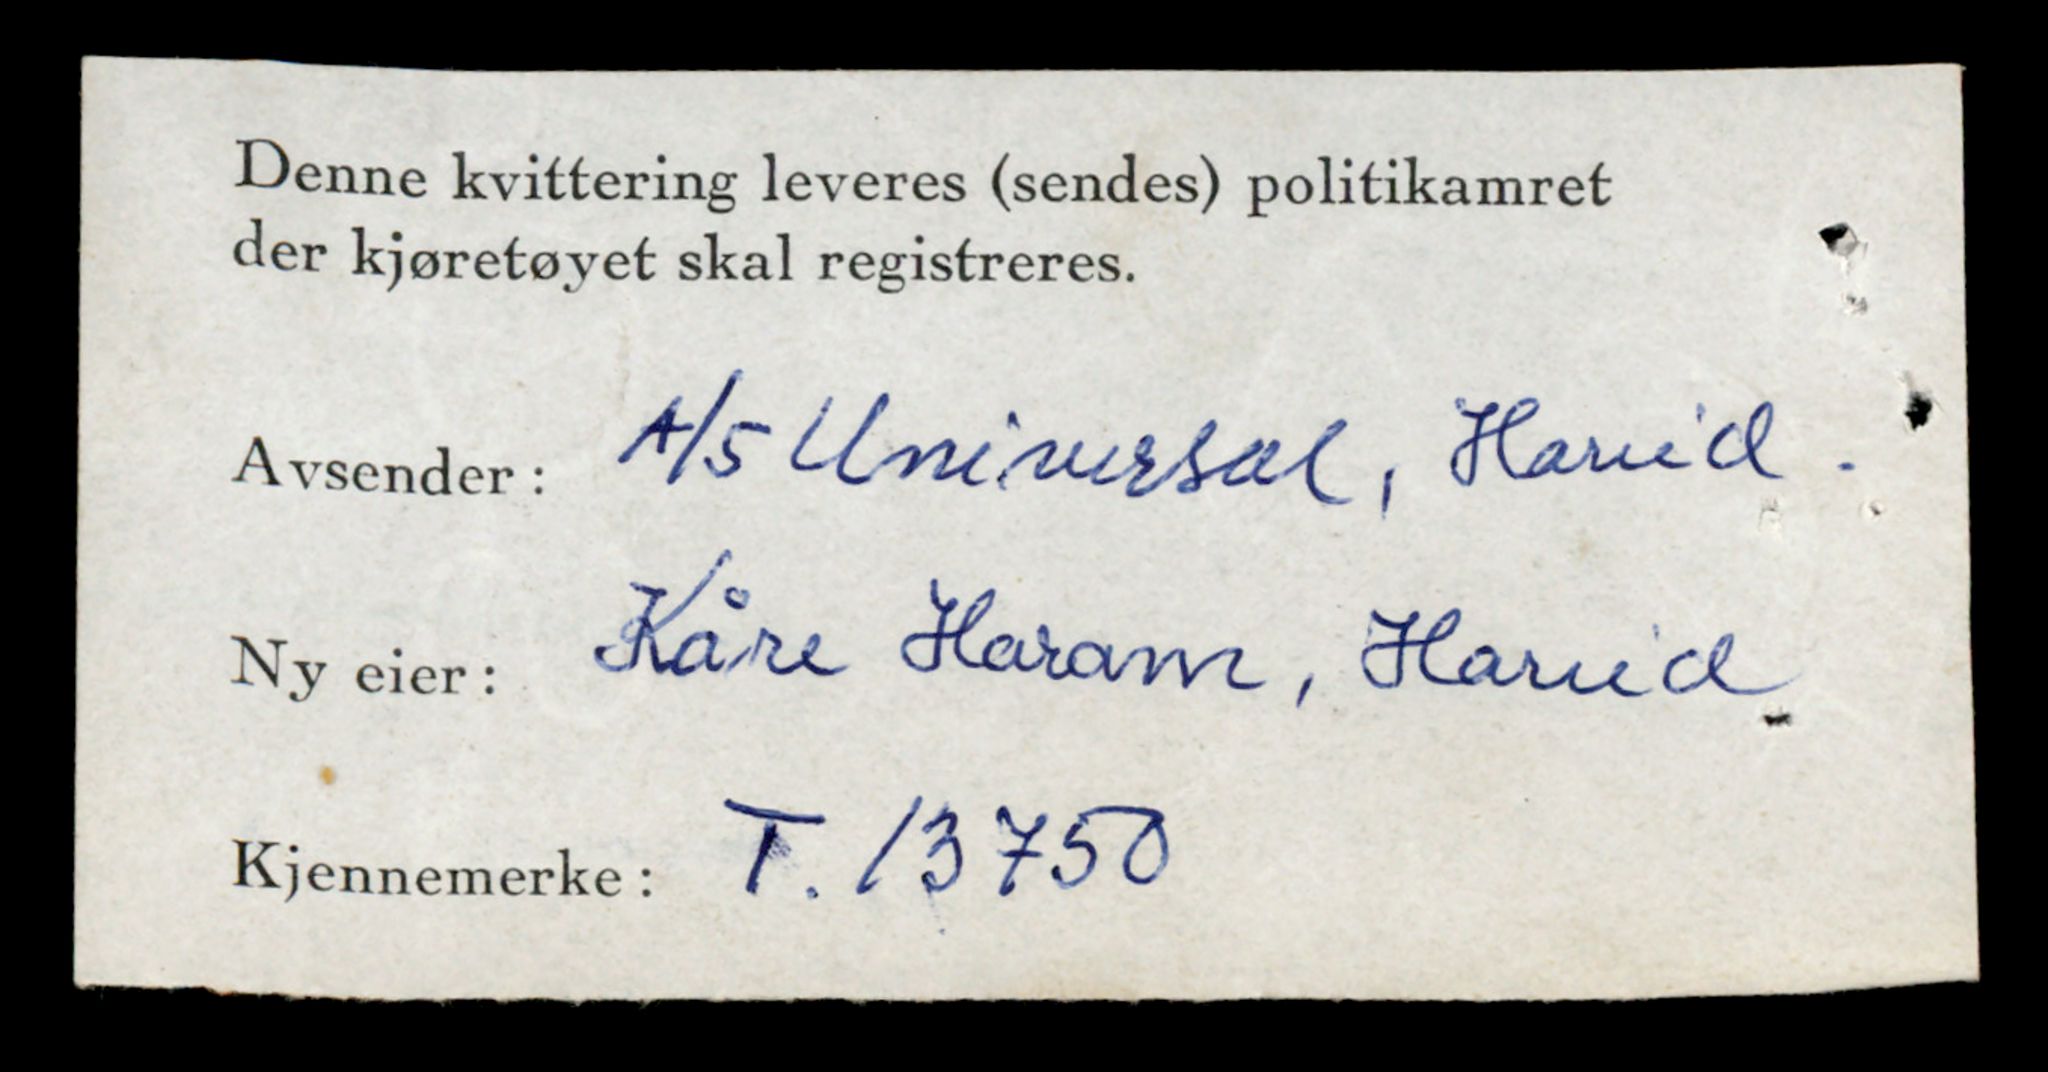 Denne kvittering leveres (sendes) politikamret
der kjøretøyet skal registreres.
Avsender: A/S Universal, Hareid.
Ny eier: Kåre Haram, Hareid
Kjennemerke: T. 13750